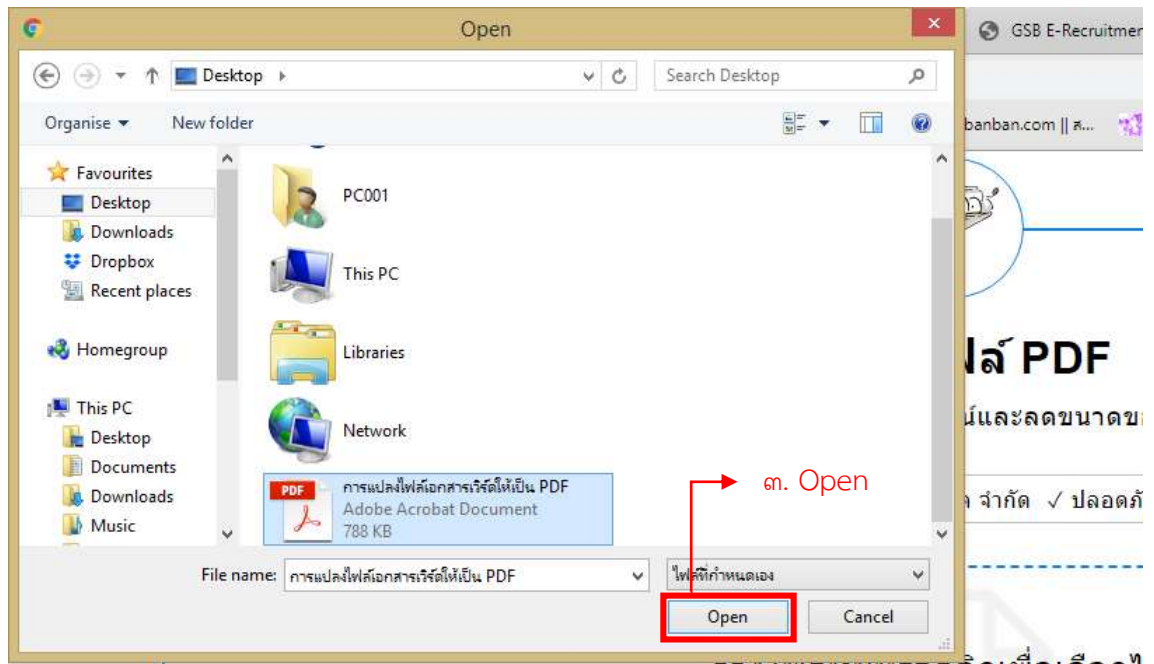 Open
GSB E-Recruitmer
Desktop
Search Desktop
Organise
New folder
banban.com || ส...
Favourites
Desktop
Downloads
Dropbox
Recent places
Homegroup
This PC
Desktop
Documents
Downloads
Music
PC001
This PC
Libraries
Network
การแปลงไฟล์เอกสารเวิร์ดให้เป็น PDF
Adobe Acrobat Document
788 KB
PDF
๓. Open
ฟล์ PDF
น์และลดขนาดขอ
จำกัด ✓ ปลอดภั
File name:
การแปลงไฟล์เอกสารเวิร์ดให้เป็น PDF
ไฟล์ที่กำหนดเอง
Open
Cancel